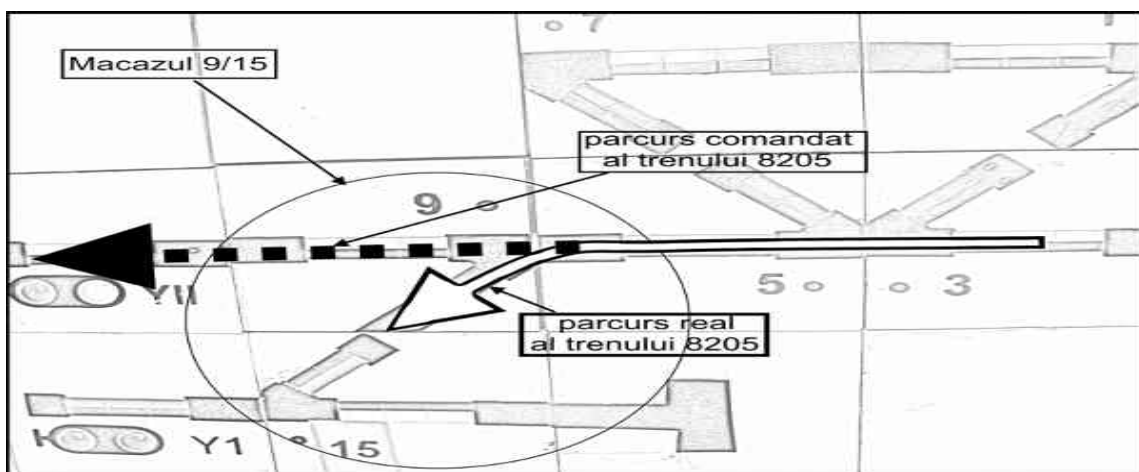 7
Macazul 9/15
parcurs comandat
al trenului 8205
9
YII
5 3
parcurs real
al trenului 8205
Y1
15